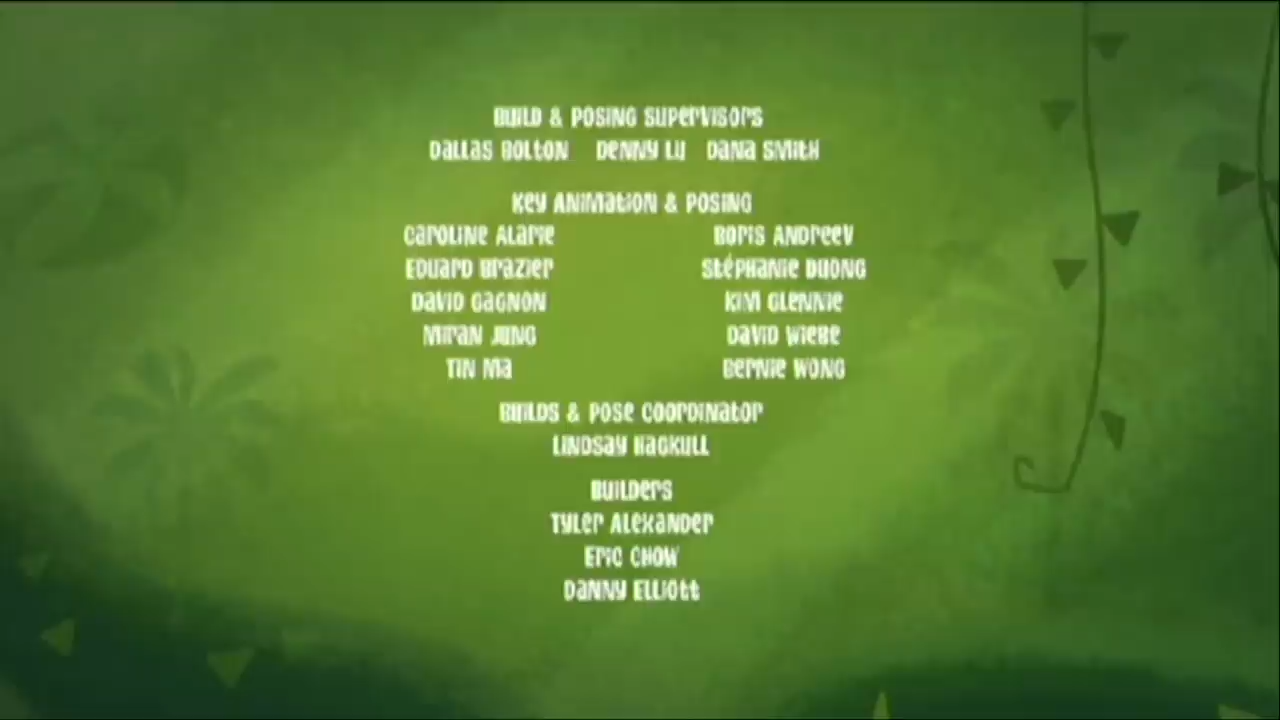 BUILD & POSING SUPERVISORS
DALLAS BOLTON DENNY LU DANA SMITH
KEY ANIMATION & POSING
CAROLINE ALARIE BORIS ANDREEV
EDUARD BRAZIER STÉPHANIE DUONG
DAVID GAGNON KIM GLENNIE
MIRAN JUNG DAVID WIEBE
TIN MA BERNIE WONG
BUILDS & POSE COORDINATOR
LINDSAY HAGKULL
BUILDERS
TYLER ALEXANDER
ERIC CHOW
DANNY ELLIOTT